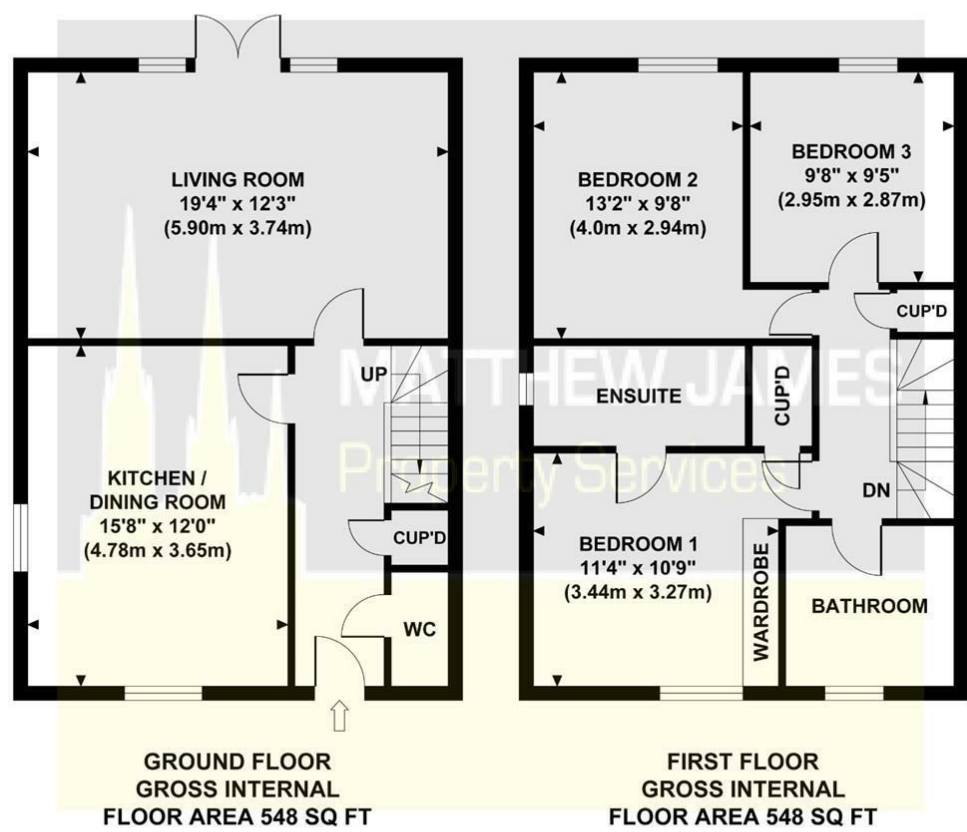 LIVING ROOM
19'4" x 12'3"
(5.90m x 3.74m)
UP
KITCHEN /
DINING ROOM
15'8" x 12'0"
(4.78m x 3.65m)
CUP'D
WC
GROUND FLOOR
GROSS INTERNAL
FLOOR AREA 548 SQ FT
BEDROOM 2
13'2" x 9'8"
(4.0m x 2.94m)
BEDROOM 3
9'8" x 9'5"
(2.95m x 2.87m)
CUP'D
ENSUITE
CUP'D
DN
BEDROOM 1
11'4" x 10'9"
(3.44m x 3.27m)
WARDROBE
BATHROOM
FIRST FLOOR
GROSS INTERNAL
FLOOR AREA 548 SQ FT
MATTHEW JAMES
Property Services